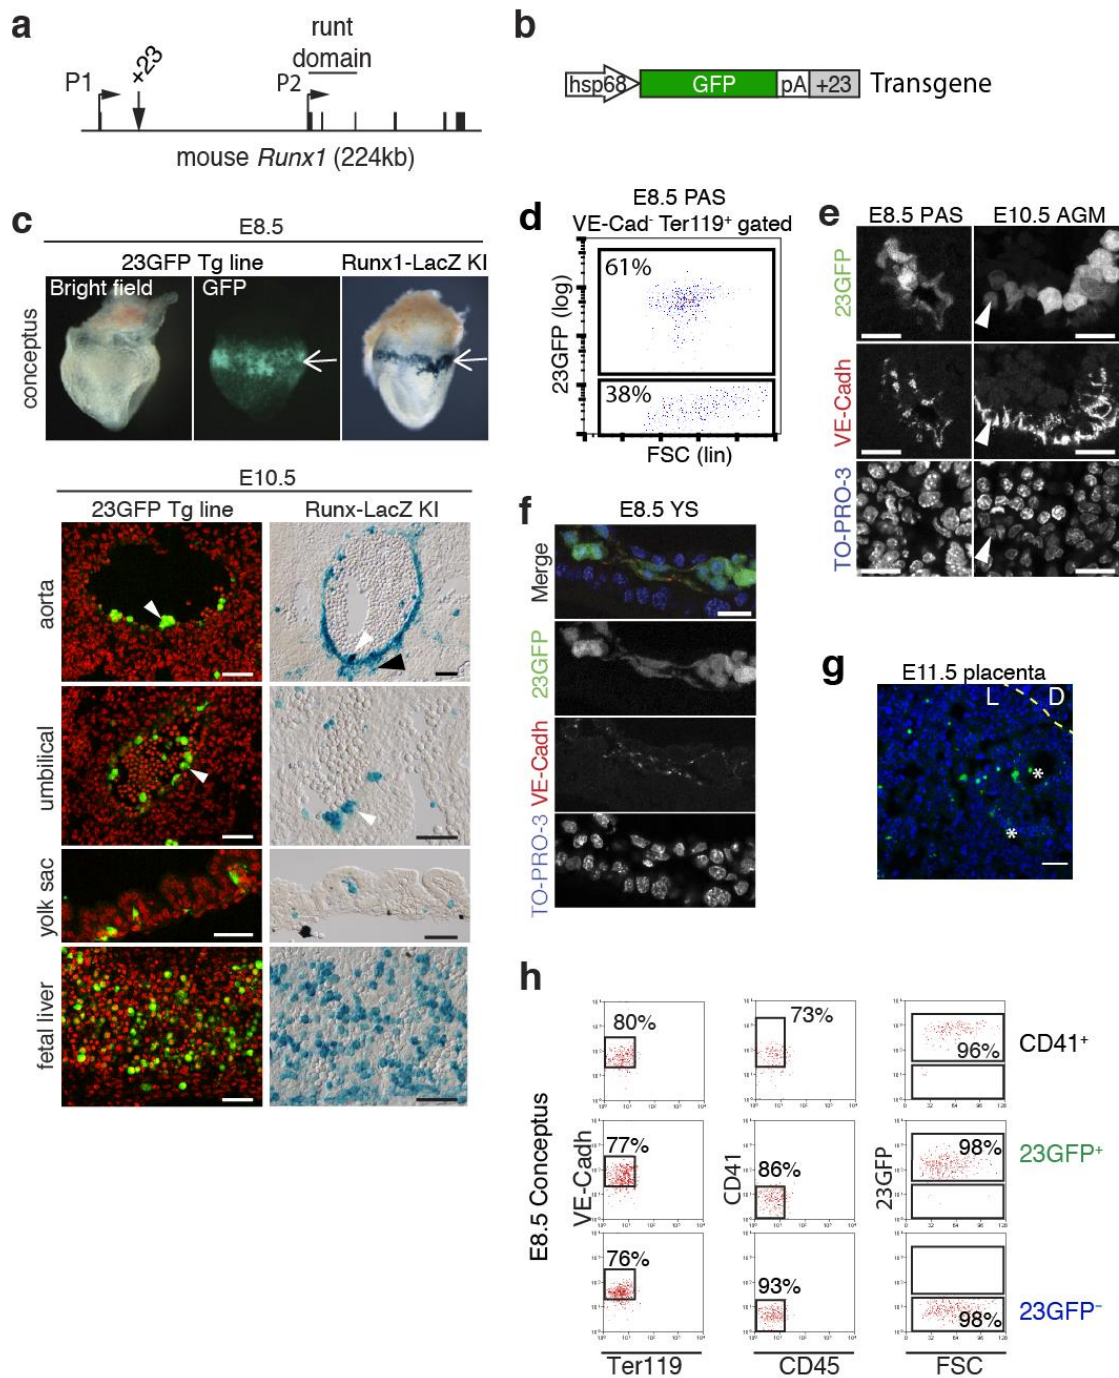 a
runt
domain
+23
P1
P2
mouse Runx1 (224kb)
b
hsp68
GFP
pA
+23
Transgene
c
E8.5
23GFP Tg line
Runx1-LacZ KI
Bright field
GFP
conceptus
E10.5
23GFP Tg line
Runx-LacZ KI
aorta
umbilical
yolk sac
fetal liver
d
E8.5 PAS
VE-Cad⁻ Ter119⁺ gated
61%
38%
23GFP (log)
FSC (lin)
e
E8.5 PAS
E10.5 AGM
23GFP
VE-Cadh
TO-PRO-3
f
E8.5 YS
Merge
23GFP
VE-Cadh
TO-PRO-3
g
E11.5 placenta
L
D
*
*
h
E8.5 Conceptus
80%
73%
96%
CD41⁺
77%
86%
98%
23GFP⁺
76%
93%
98%
23GFP⁻
VE-Cadh
CD41
23GFP
Ter119
CD45
FSC